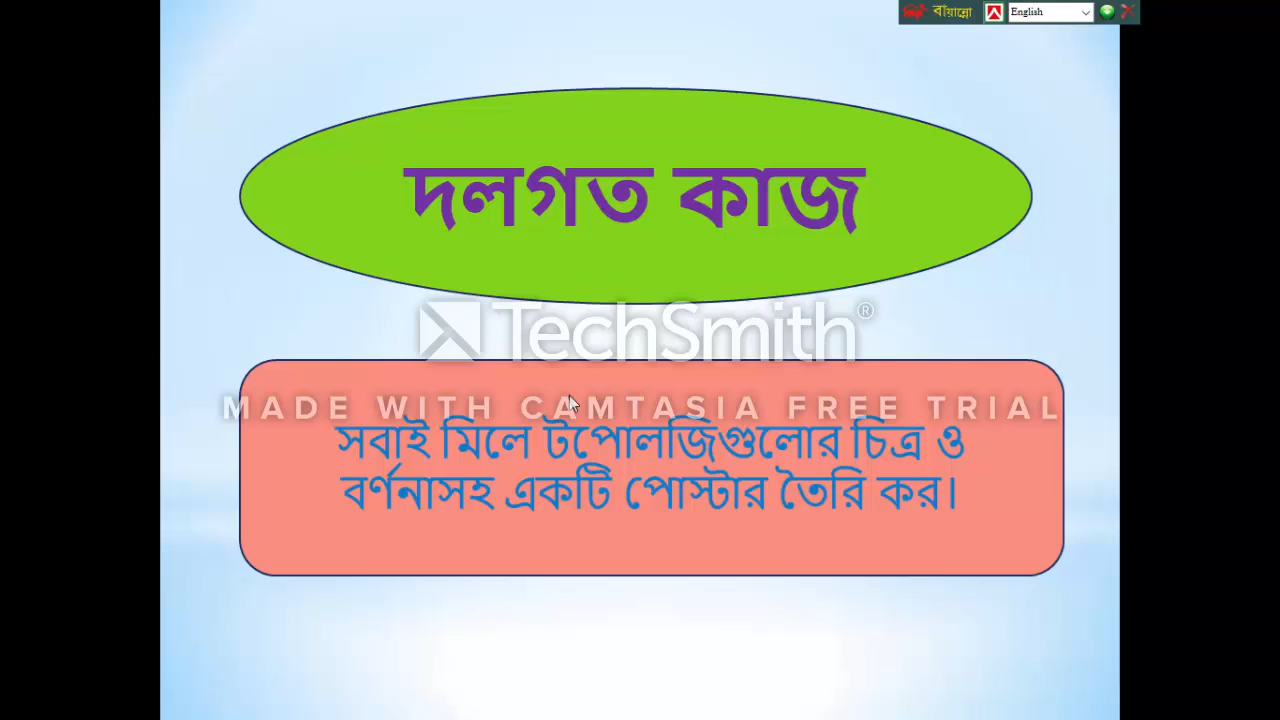 বায়ান্নো
English
দলগত কাজ
TechSmith®
MADE WITH CAMTASIA FREE TRIAL
সবাই মিলে টপোলজিগুলোর চিত্র ও
বর্ণনাসহ একটি পোস্টার তৈরি কর।